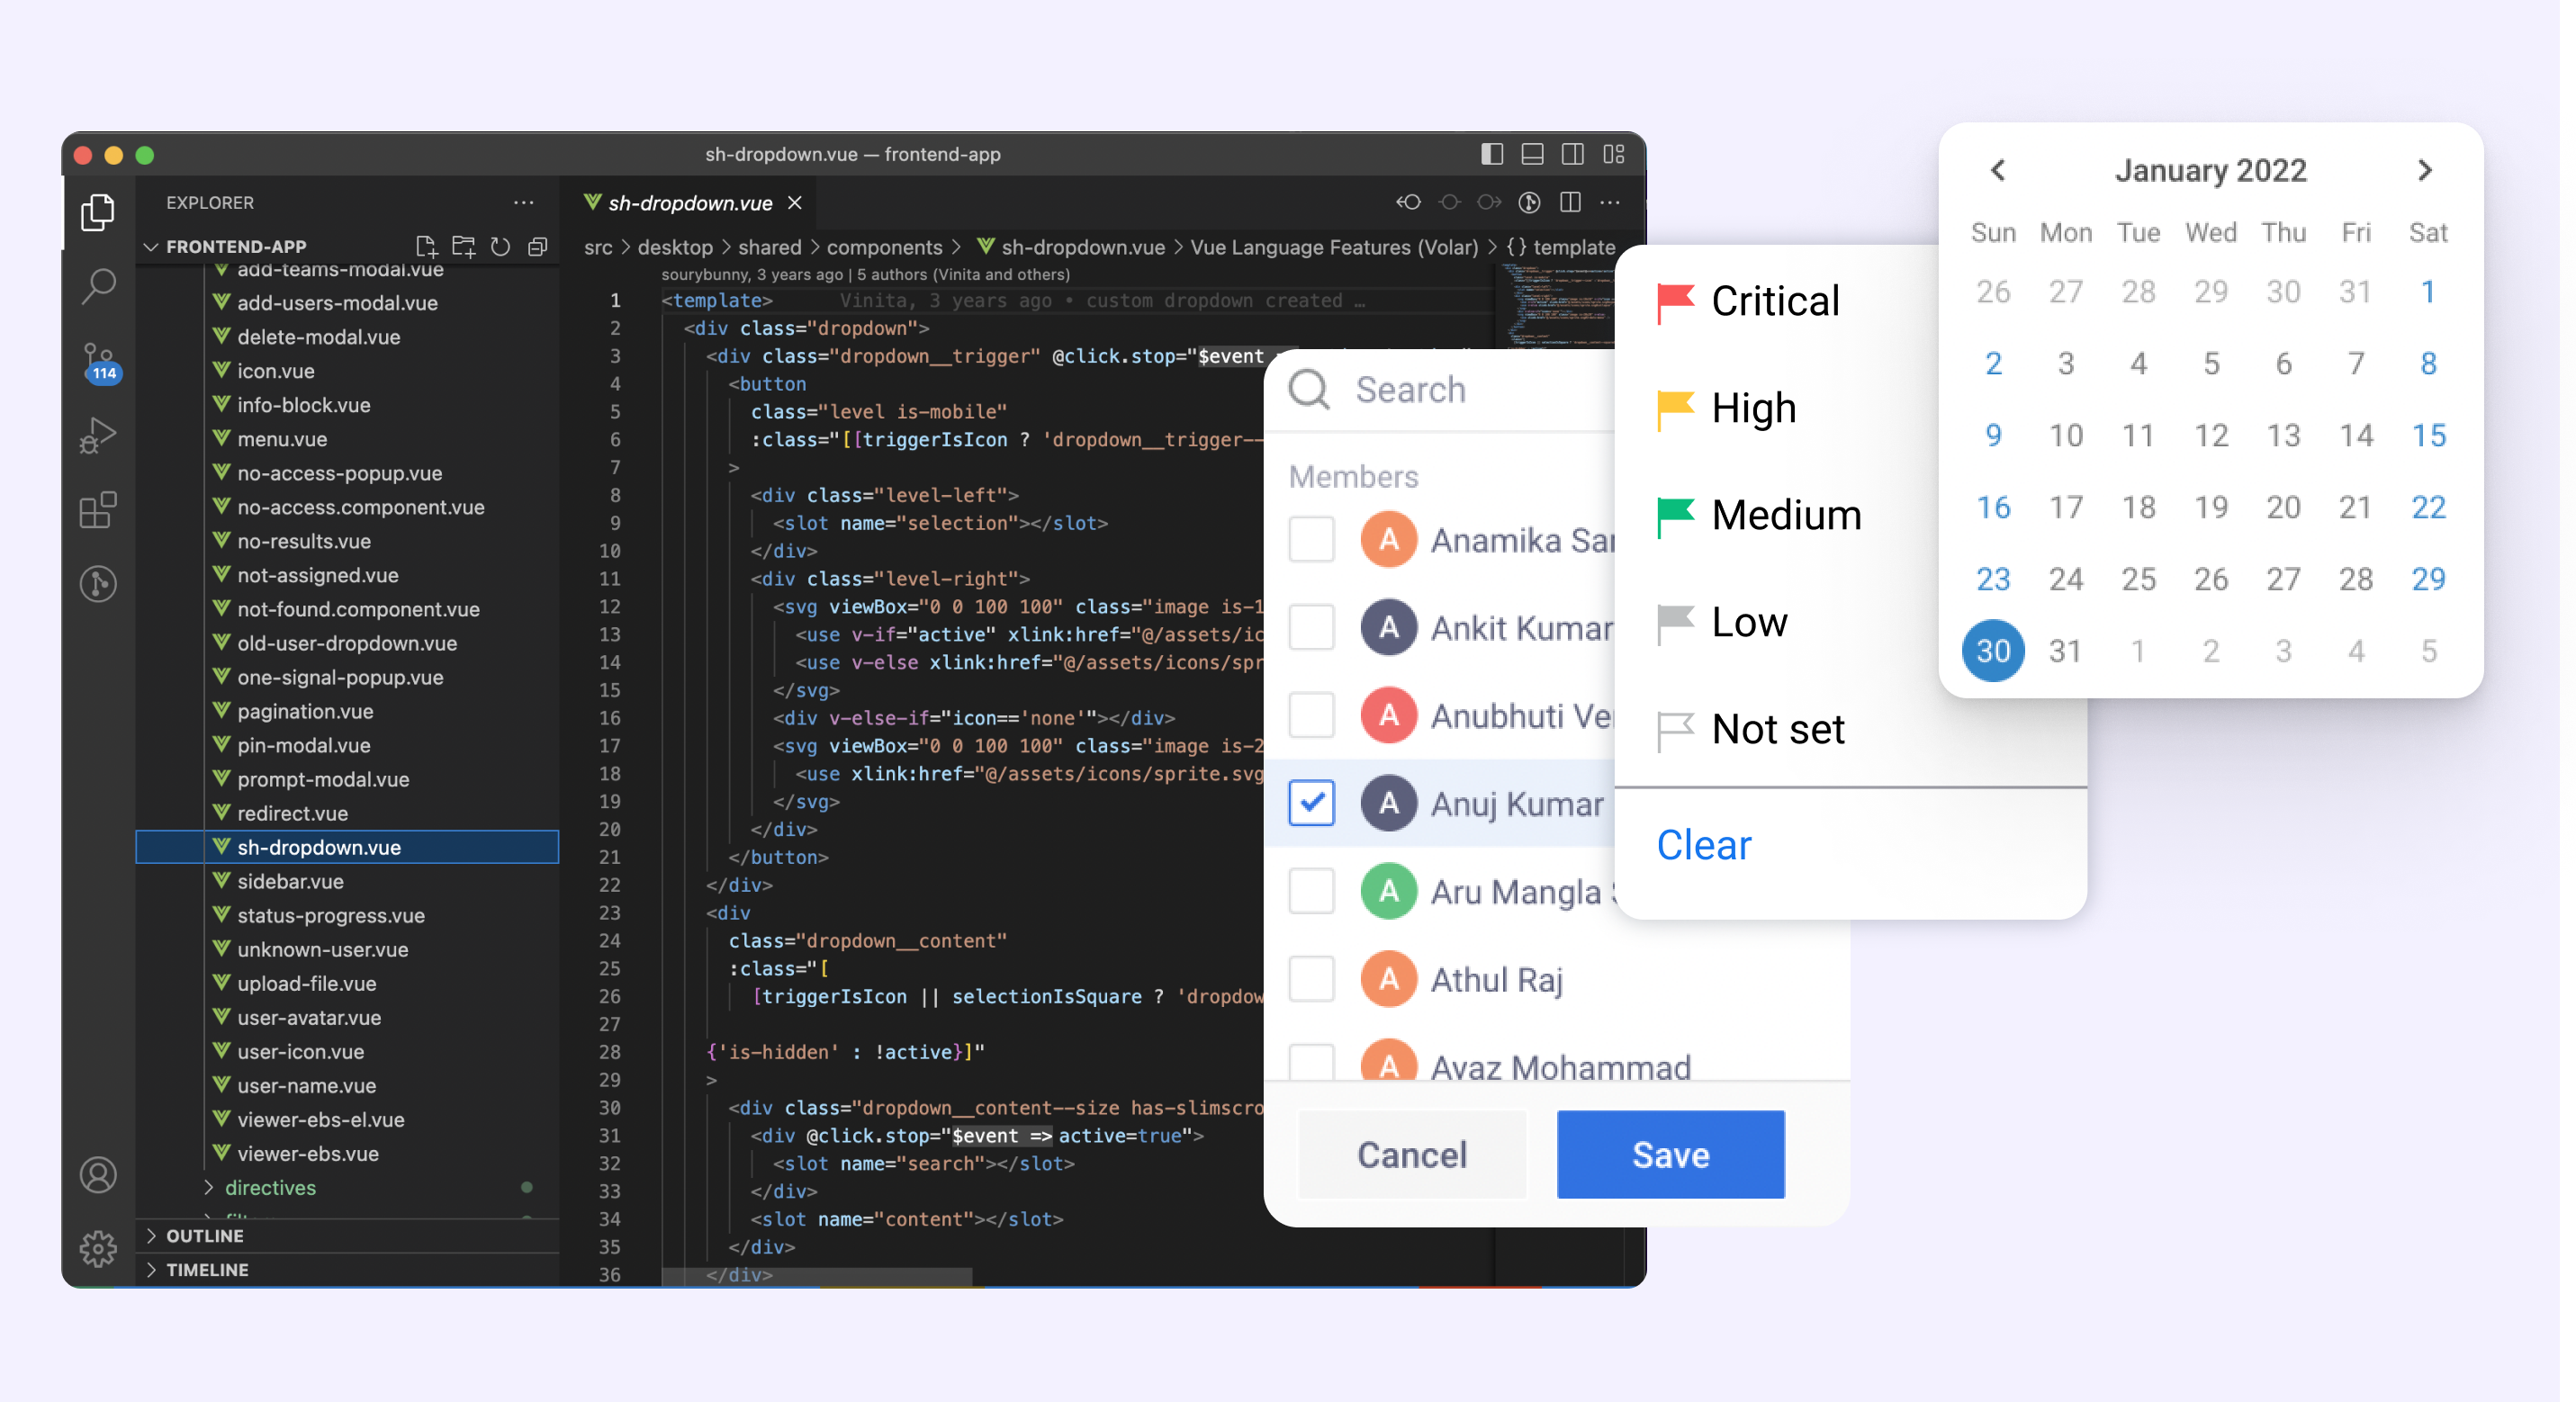 sh-dropdown.vue — frontend-app
EXPLORER
FRONTEND-APP
add-teams-modal.vue
add-users-modal.vue
delete-modal.vue
icon.vue
info-block.vue
menu.vue
no-access-popup.vue
no-access.component.vue
no-results.vue
not-assigned.vue
not-found.component.vue
old-user-dropdown.vue
one-signal-popup.vue
pagination.vue
pin-modal.vue
prompt-modal.vue
redirect.vue
sh-dropdown.vue
sidebar.vue
status-progress.vue
unknown-user.vue
upload-file.vue
user-avatar.vue
user-icon.vue
user-name.vue
viewer-ebs-el.vue
viewer-ebs.vue
directives
OUTLINE
TIMELINE
114
sh-dropdown.vue
src > desktop > shared > components > sh-dropdown.vue > Vue Language Features (Volar) > {} template
sourybunny, 3 years ago | 5 authors (Vinita and others)
1 <template> Vinita, 3 years ago • custom dropdown created …
2 <div class="dropdown">
3 <div class="dropdown__trigger" @click.stop="$event
4 <button
5 class="level is-mobile"
6 :class="[[triggerIsIcon ? 'dropdown__trigger--
7 >
8 <div class="level-left">
9 <slot name="selection"></slot>
10 </div>
11 <div class="level-right">
12 <svg viewBox="0 0 100 100" class="image is-1
13 <use v-if="active" xlink:href="@/assets/ic
14 <use v-else xlink:href="@/assets/icons/spr
15 </svg>
16 <div v-else-if="icon=='none'"></div>
17 <svg viewBox="0 0 100 100" class="image is-2
18 <use xlink:href="@/assets/icons/sprite.svg
19 </svg>
20 </div>
21 </button>
22 </div>
23 <div
24 class="dropdown__content"
25 :class="[
26 [triggerIsIcon || selectionIsSquare ? 'dropdow
27
28 {'is-hidden' : !active}]"
29 >
30 <div class="dropdown__content--size has-slimscro
31 <div @click.stop="$event => active=true">
32 <slot name="search"></slot>
33 </div>
34 <slot name="content"></slot>
35 </div>
36 </div>
Search
Members
A Anamika Sar
A Ankit Kumar
A Anubhuti Ve
A Anuj Kumar
A Aru Mangla
A Athul Raj
A Ayaz Mohammad
Cancel
Save
Critical
High
Medium
Low
Not set
Clear
January 2022
Sun Mon Tue Wed Thu Fri Sat
26 27 28 29 30 31 1
2 3 4 5 6 7 8
9 10 11 12 13 14 15
16 17 18 19 20 21 22
23 24 25 26 27 28 29
30 31 1 2 3 4 5